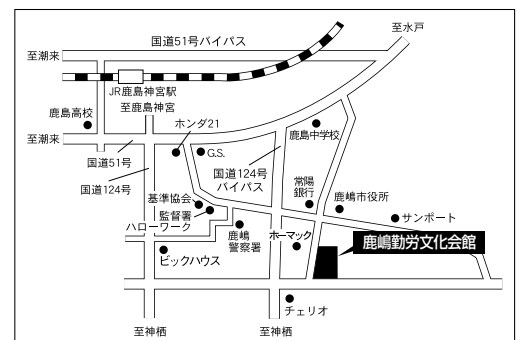 至水戸
国道51号バイパス
至潮来
JR鹿島神宮駅
至鹿島神宮
鹿島高校
ホンダ21
鹿島中学校
至潮来
G.S.
国道51号
国道124号
バイパス
国道124号
常陽
銀行
基準協会
監督署
ハローワーク
鹿嶋市役所
サンポート
鹿嶋
警察署
ホーマック
鹿嶋勤労文化会館
ビックハウス
チェリオ
至神栖
至神栖